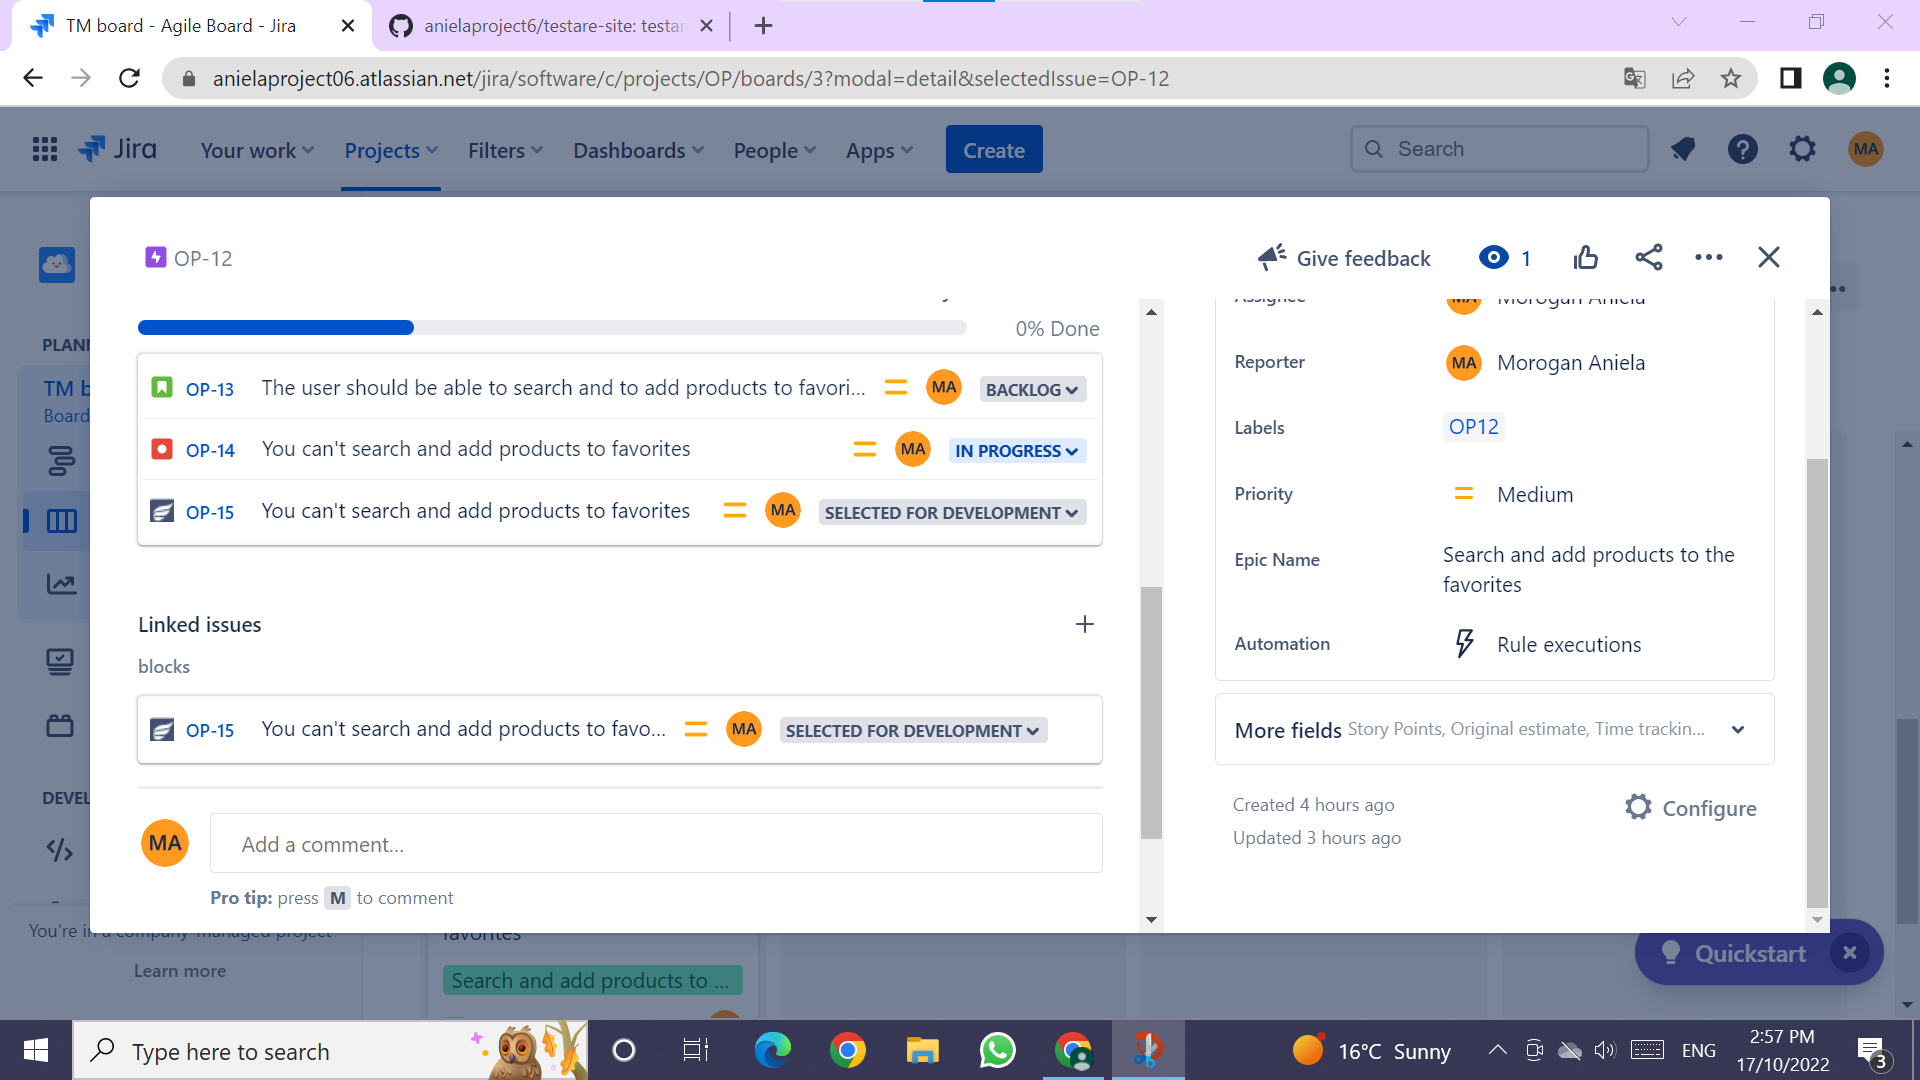 TM board - Agile Board - Jira
anielaproject6/testare-site: testar
anielaproject06.atlassian.net/jira/software/c/projects/OP/boards/3?modal=detail&selectedIssue=OP-12
Jira
Your work
Projects
Filters
Dashboards
People
Apps
Create
Search
MA
OP-12
Give feedback
1
0% Done
OP-13 The user should be able to search and to add products to favori... MA BACKLOG
OP-14 You can't search and add products to favorites MA IN PROGRESS
OP-15 You can't search and add products to favorites MA SELECTED FOR DEVELOPMENT
Linked issues
blocks
OP-15 You can't search and add products to favo... MA SELECTED FOR DEVELOPMENT
MA
Add a comment...
Pro tip: press M to comment
Assignee MA Morogan Aniela
Reporter MA Morogan Aniela
Labels OP12
Priority Medium
Epic Name Search and add products to the
favorites
Automation Rule executions
More fields Story Points, Original estimate, Time trackin...
Created 4 hours ago
Configure
Updated 3 hours ago
PLANN
TM b
Board
DEVEL
You're in a company-managed project
Learn more
favorites
Search and add products to ...
Quickstart
Type here to search
16°C Sunny
ENG
2:57 PM
17/10/2022
3